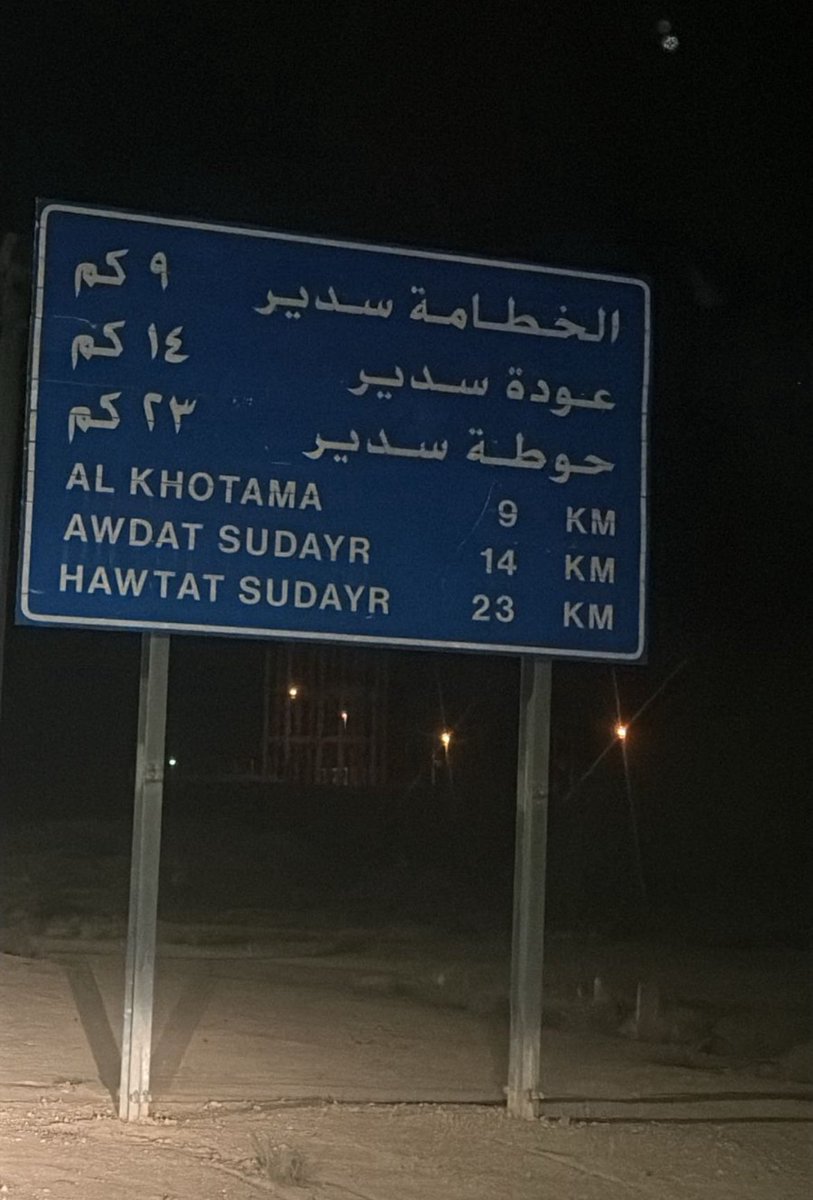 الخطامة سدير ٩ كم
عودة سدير ١٤ كم
حوطة سدير ٢٣ كم
AL KHOTAMA 9 KM
AWDAT SUDAYR 14 KM
HAWTAT SUDAYR 23 KM